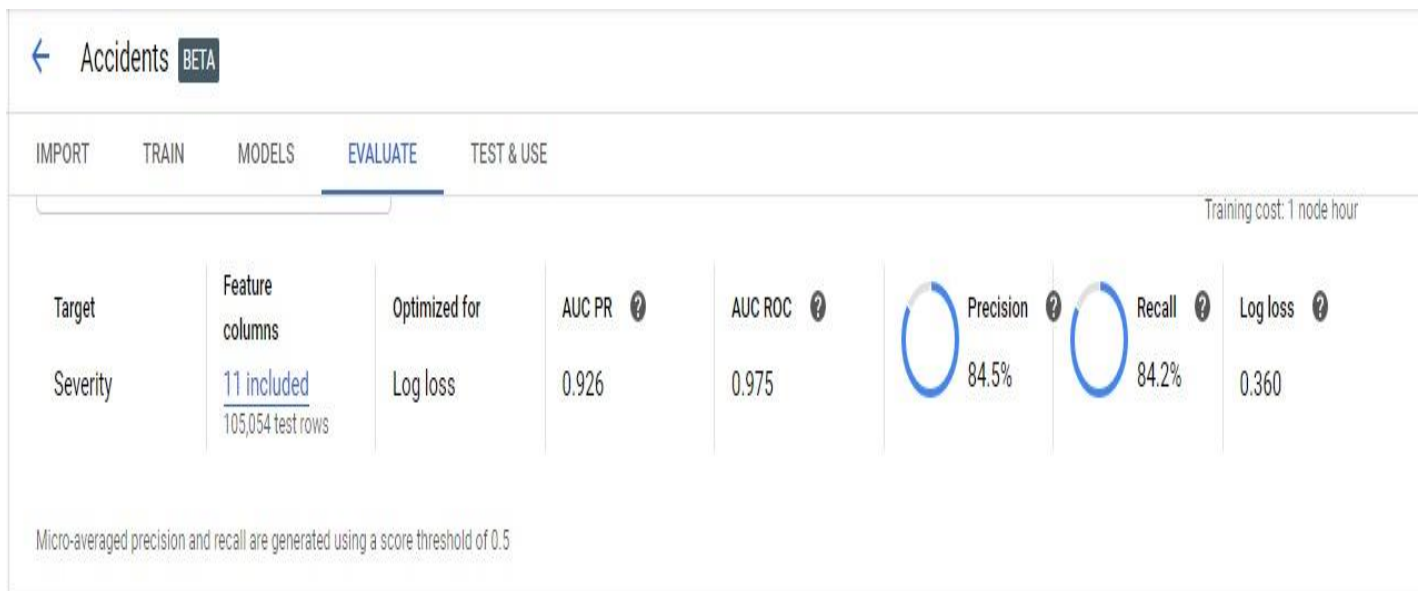 Accidents BETA
IMPORT TRAIN MODELS EVALUATE TEST & USE
Training cost: 1 node hour
Target
Severity
Feature
columns
11 included
105,054 test rows
Optimized for
Log loss
AUC PR ?
0.926
AUC ROC ?
0.975
Precision ?
84.5%
Recall ?
84.2%
Log loss ?
0.360
Micro-averaged precision and recall are generated using a score threshold of 0.5